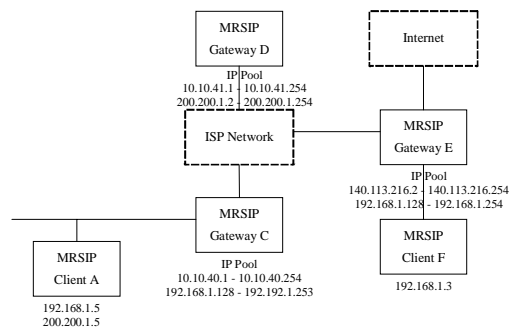 MRSIP
Gateway D
IP Pool
10.10.41.1 - 10.10.41.254
200.200.1.2 - 200.200.1.254
Internet
ISP Network
MRSIP
Gateway E
IP Pool
140.113.216.2 - 140.113.216.254
192.168.1.128 - 192.168.1.254
MRSIP
Gateway C
IP Pool
10.10.40.1 - 10.10.40.254
192.168.1.128 - 192.192.1.253
MRSIP
Client A
192.168.1.5
200.200.1.5
MRSIP
Client F
192.168.1.3